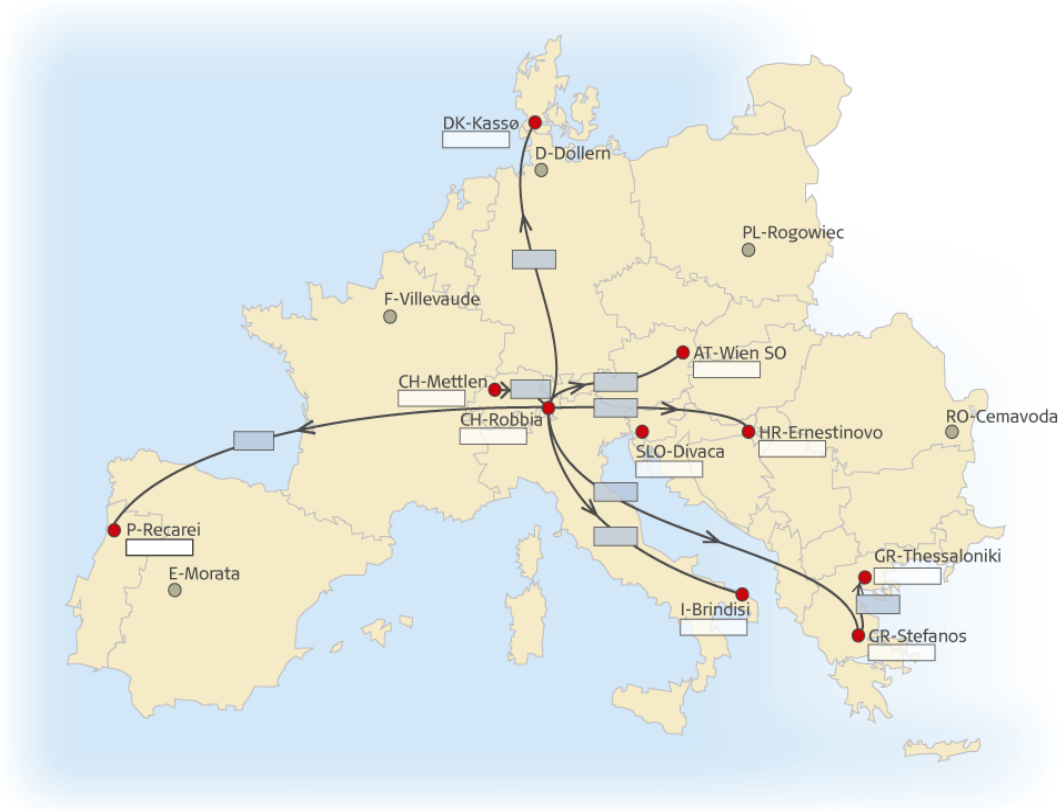 DK-Kassø
D-Dollern
PL-Rogowiec
F-Villevaude
AT-Wien SO
CH-Mettlen
CH-Robbia
RO-Cemavoda
HR-Ernestinovo
SLO-Divaca
P-Recarei
GR-Thessaloniki
E-Morata
I-Brindisi
GR-Stefanos